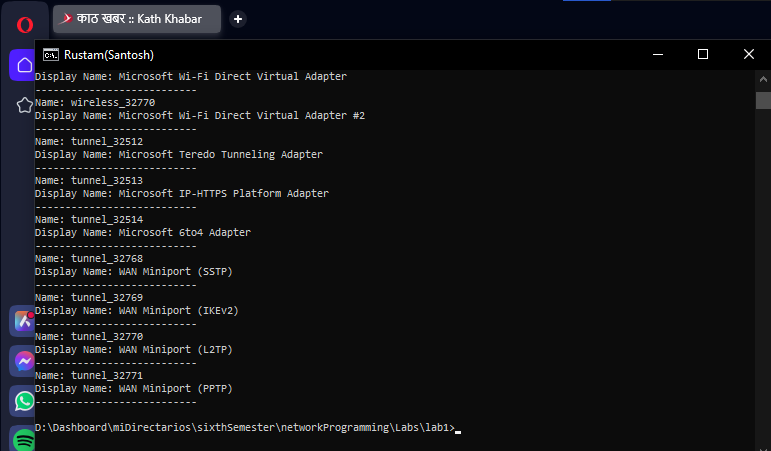 काठ खबर :: Kath Khabar
Rustam(Santosh)
Display Name: Microsoft Wi-Fi Direct Virtual Adapter
---------------------------
Name: wireless_32770
Display Name: Microsoft Wi-Fi Direct Virtual Adapter #2
---------------------------
Name: tunnel_32512
Display Name: Microsoft Teredo Tunneling Adapter
---------------------------
Name: tunnel_32513
Display Name: Microsoft IP-HTTPS Platform Adapter
---------------------------
Name: tunnel_32514
Display Name: Microsoft 6to4 Adapter
---------------------------
Name: tunnel_32768
Display Name: WAN Miniport (SSTP)
---------------------------
Name: tunnel_32769
Display Name: WAN Miniport (IKEv2)
---------------------------
Name: tunnel_32770
Display Name: WAN Miniport (L2TP)
---------------------------
Name: tunnel_32771
Display Name: WAN Miniport (PPTP)
---------------------------
D:\Dashboard\miDirectarios\sixthSemester\networkProgramming\Labs\lab1>